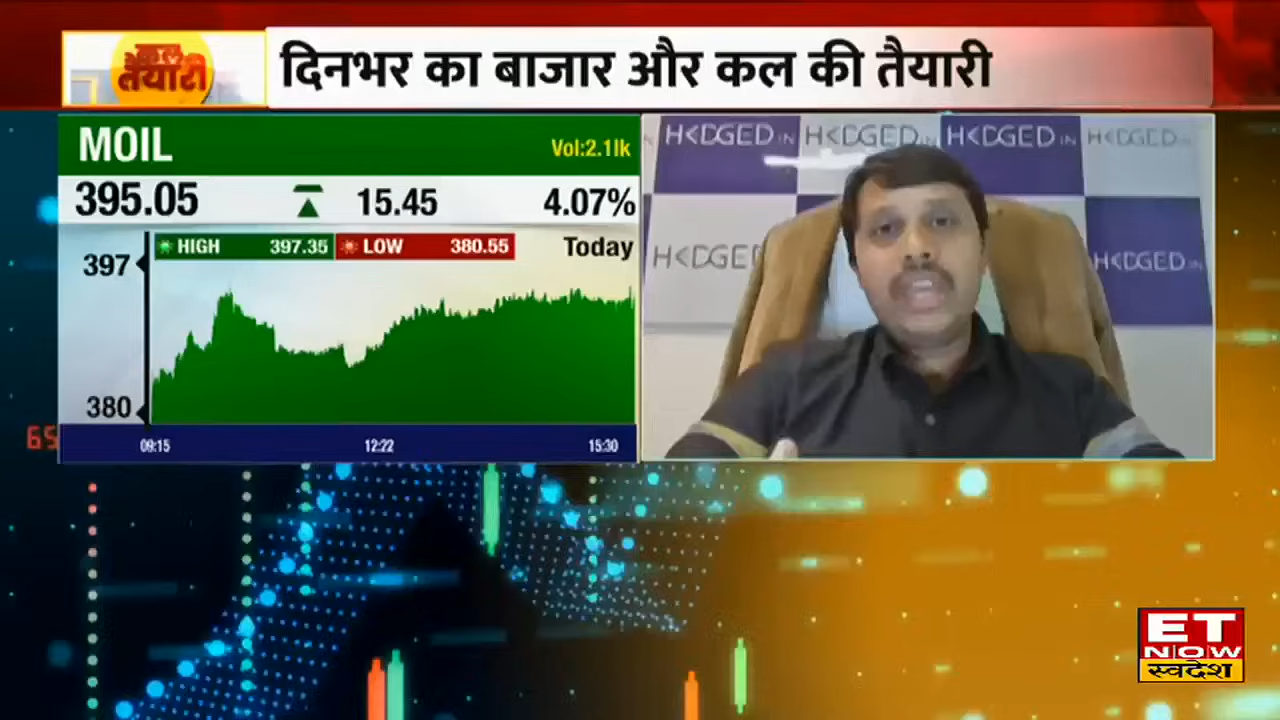 तैयारी
दिनभर का बाजार और कल की तैयारी
MOIL
Vol:2.1lk
395.05 15.45 4.07%
HIGH 397.35 LOW 380.55 Today
397
380
09:15 12:22 15:30
65
HEDGED IN HEDGED IN HEDGED IN HEDGED
HEDGED
HEDGED IN
ET
NOW
स्वदेश